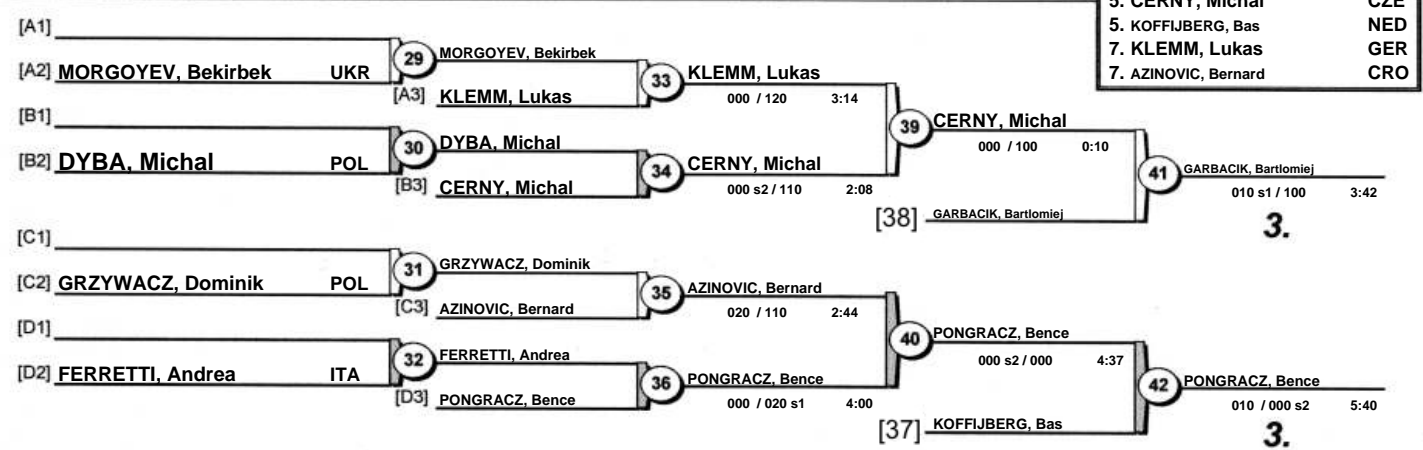 5. CERNY, Michal CZE
5. KOFFIJBERG, Bas NED
7. KLEMM, Lukas GER
7. AZINOVIC, Bernard CRO
[A1]
[A2] MORGOYEV, Bekirbek UKR
29
MORGOYEV, Bekirbek
[A3] KLEMM, Lukas
33
KLEMM, Lukas
000 / 120 3:14
[B1]
[B2] DYBA, Michal POL
30
DYBA, Michal
[B3] CERNY, Michal
34
CERNY, Michal
000 s2 / 110 2:08
39
CERNY, Michal
000 / 100 0:10
[38] GARBACIK, Bartlomiej
41
GARBACIK, Bartlomiej
010 s1 / 100 3:42
3.
[C1]
[C2] GRZYWACZ, Dominik POL
31
GRZYWACZ, Dominik
[C3] AZINOVIC, Bernard
35
AZINOVIC, Bernard
020 / 110 2:44
[D1]
[D2] FERRETTI, Andrea ITA
32
FERRETTI, Andrea
[D3] PONGRACZ, Bence
36
PONGRACZ, Bence
000 / 020 s1 4:00
40
PONGRACZ, Bence
000 s2 / 000 4:37
[37] KOFFIJBERG, Bas
42
PONGRACZ, Bence
010 / 000 s2 5:40
3.